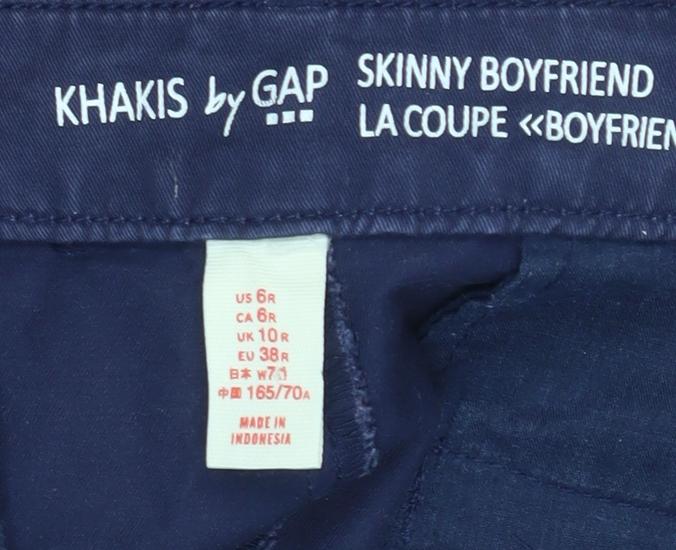 KHAKIS by GAP
SKINNY BOYFRIEND
LA COUPE «BOYFRIEN
US 6R
CA 6R
UK 10R
EU 38R
日本 W71
中国 165/70A
MADE IN
INDONESIA